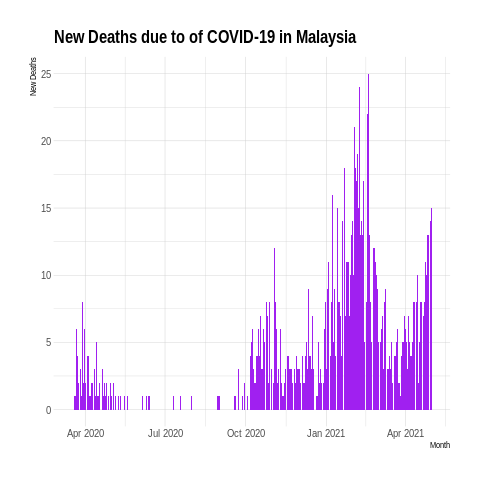 New Deaths due to of COVID-19 in Malaysia
New Deaths
25
20
15
10
5
0
Apr 2020 Jul 2020 Oct 2020 Jan 2021 Apr 2021
Month